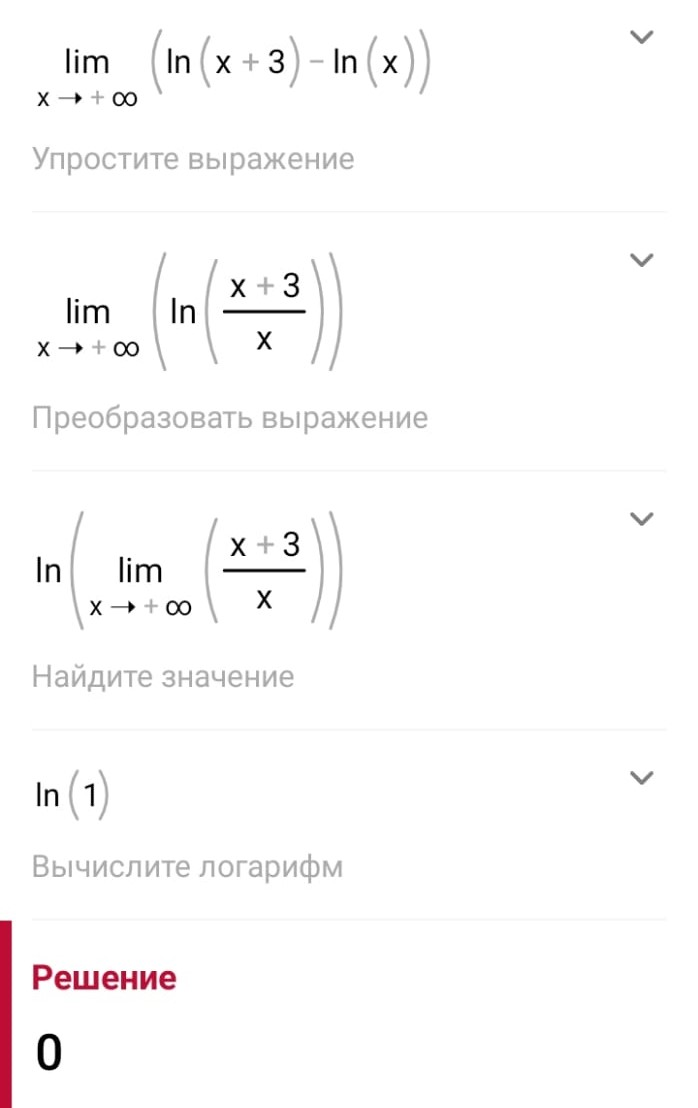 lim (ln(x + 3) − ln(x))
x → + ∞
Упростите выражение
lim (ln((x + 3)/x))
x → + ∞
Преобразовать выражение
ln(lim ((x + 3)/x))
x → + ∞
Найдите значение
ln(1)
Вычислите логарифм
Решение
0